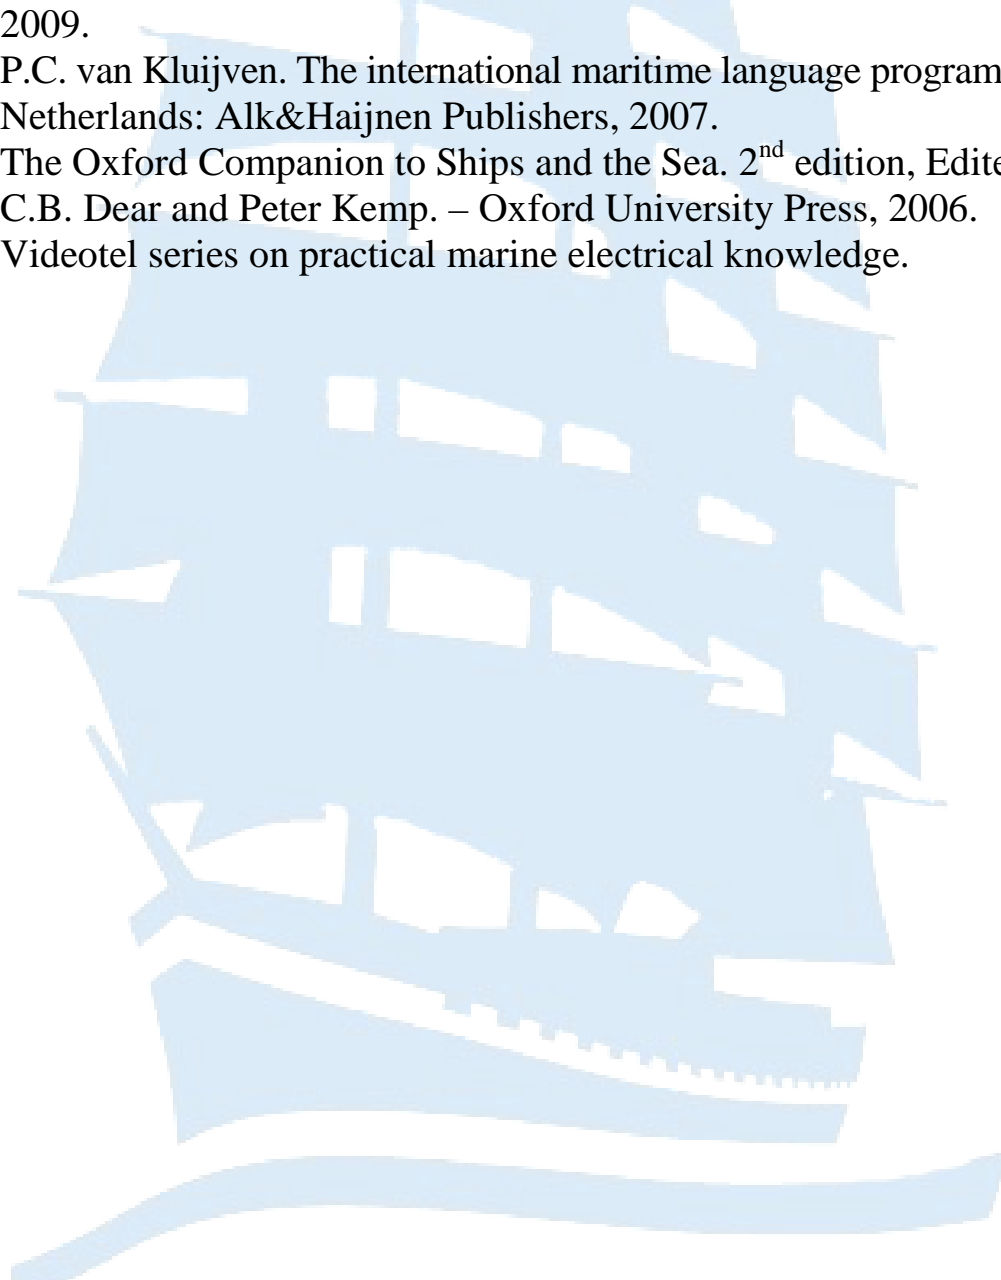 2009.
P.C. van Kluijven. The international maritime language program
Netherlands: Alk&Haijnen Publishers, 2007.
The Oxford Companion to Ships and the Sea. 2nd edition, Edite
C.B. Dear and Peter Kemp. – Oxford University Press, 2006.
Videotel series on practical marine electrical knowledge.